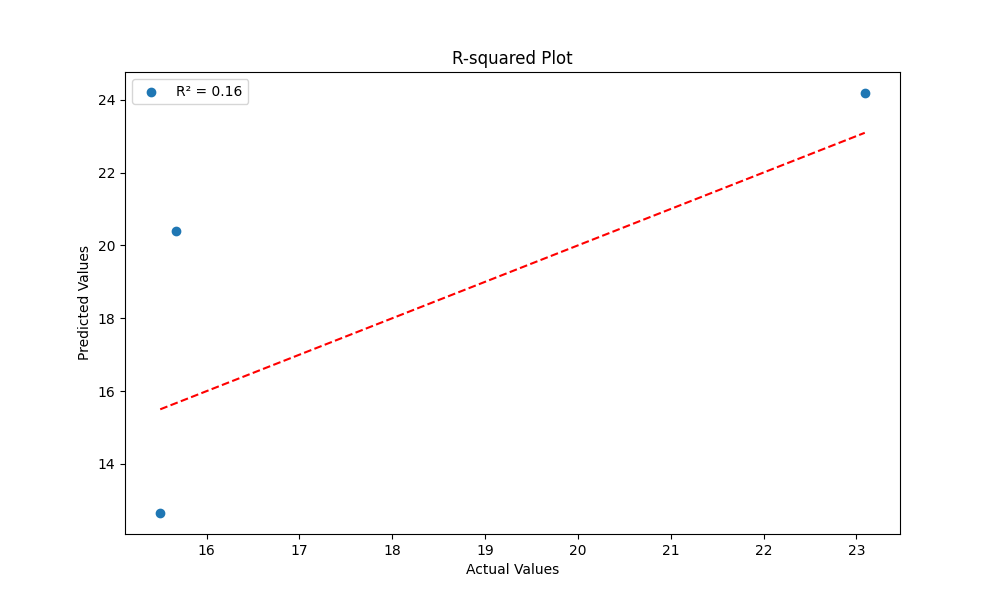 R-squared Plot
R² = 0.16
24
22
20
18
16
14
Predicted Values
16 17 18 19 20 21 22 23
Actual Values